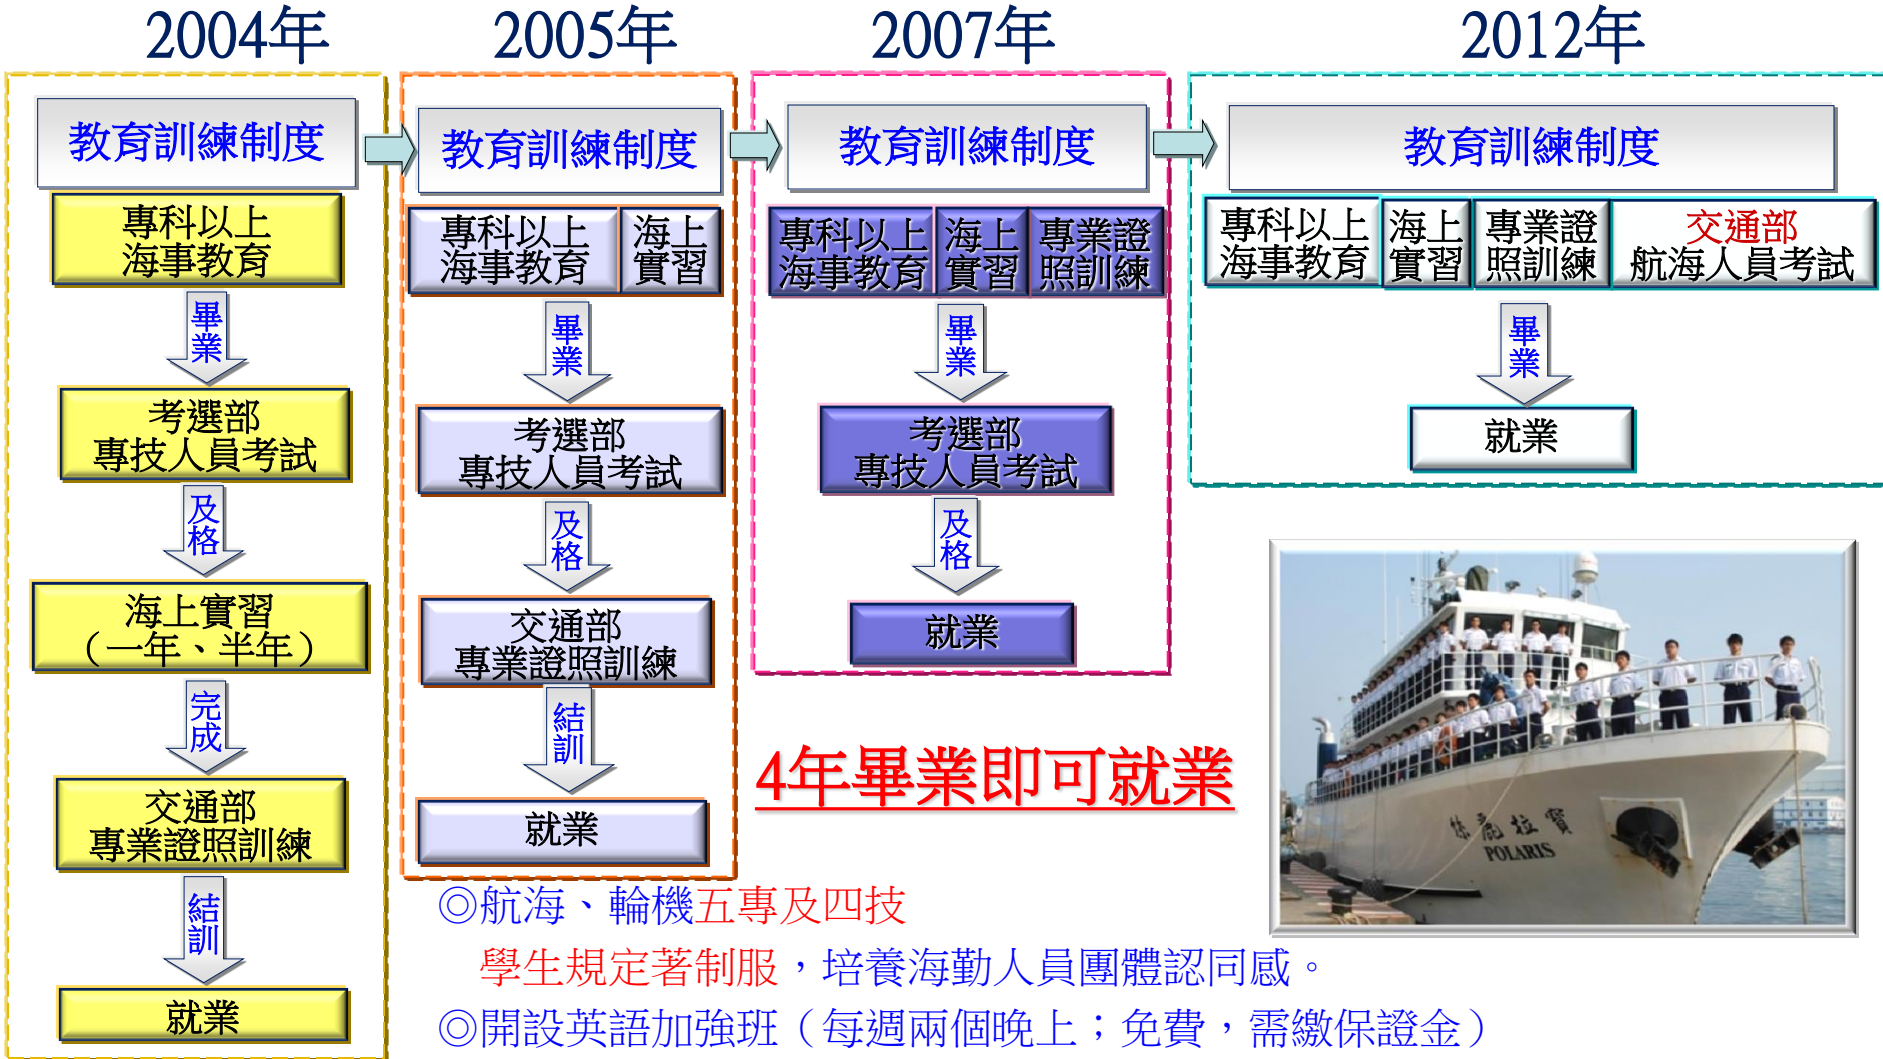 2004年
教育訓練制度
專科以上
海事教育
畢業
考選部
專技人員考試
及格
海上實習
（一年、半年）
完成
交通部
專業證照訓練
結訓
就業
2005年
教育訓練制度
專科以上
海事教育
海上
實習
畢業
考選部
專技人員考試
及格
交通部
專業證照訓練
結訓
就業
2007年
教育訓練制度
專科以上
海事教育
海上
實習
專業證
照訓練
畢業
考選部
專技人員考試
及格
就業
2012年
教育訓練制度
專科以上
海事教育
海上
實習
專業證
照訓練
交通部
航海人員考試
畢業
就業
4年畢業即可就業
拉寶
POLARIS
◎航海、輪機五專及四技
學生規定著制服，培養海勤人員團體認同感。
◎開設英語加強班（每週兩個晚上；免費，需繳保證金）